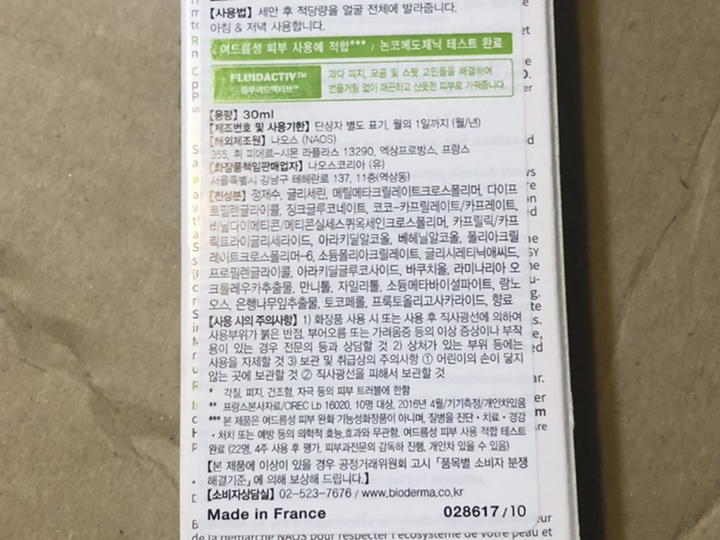 【사용법】 세안 후 적당량을 얼굴 전체에 발라줍니다.
아침 & 저녁 사용합니다.
여드름성 피부 사용에 적합*** / 논코메도제닉 테스트 완료
FLUIDACTIV™
플루이드액티브™
과다 피지, 모공 및 스팟 고민들을 해결하여
번들거림 없이 매끈하고 산뜻한 피부로 가꿔줍니다.
【용량】 30ml
【제조번호 및 사용기한】 단상자 별도 표기, 월의 1일까지 (월/년)
【해외제조원】 나오스 (NAOS)
355, 휘 피에르-시몬 라플라스 13290, 엑상프로방스, 프랑스
【화장품책임판매업자】 나오스코리아 (유)
서울특별시 강남구 테헤란로 137, 11층(역삼동)
【전성분】 정제수, 글리세린, 메틸메타크릴레이트크로스폴리머, 다이프
로필렌글라이콜, 징크글루코네이트, 코코-카프릴레이트/카프레이트,
비닐다이메티콘/메티콘실세스퀴옥세인크로스폴리머, 카프릴릭/카프
릭트라이글리세라이드, 아라키딜알코올, 베헤닐알코올, 폴리아크릴
레이트크로스폴리머-6, 소듐폴리아크릴레이트, 글리시레티닉애씨드,
프로필렌글라이콜, 아라키딜글루코사이드, 바쿠치올, 라미나리아 오
크롤레우카추출물, 만니톨, 자일리톨, 소듐메타바이설파이트, 람노
오스, 은행나무잎추출물, 토코페롤, 프룩토올리고사카라이드, 향료
【사용 시의 주의사항】 1) 화장품 사용 시 또는 사용 후 직사광선에 의하여
사용부위가 붉은 반점, 부어오름 또는 가려움증 등의 이상 증상이나 부작
용이 있는 경우 전문의 등과 상담할 것 2) 상처가 있는 부위 등에는
사용을 자제할 것 3) 보관 및 취급상의 주의사항 ① 어린이의 손이 닿지
않는 곳에 보관할 것 ② 직사광선을 피해서 보관할 것
* 각질, 피지, 건조함, 자극 등의 피부 트러블에 한함
** 프랑스본사자료/CIREC Lb 16020, 10명 대상, 2016년 4월/기기측정/개인차있음
*** 본 제품은 여드름성 피부 완화 기능성화장품이 아니며, 질병을 진단・치료・경감
・처치 또는 예방 등의 의학적 효능,효과와 무관함. 여드름성 피부 사용 적합 테스트
완료 (22명, 4주 사용 후 평가, 피부과전문의 감독하 진행, 개인차 있을 수 있음)
【본 제품에 이상이 있을 경우 공정거래위원회 고시 「품목별 소비자 분쟁
해결기준」에 의해 보상해 드립니다.】
【소비자상담실】 02-523-7676 / www.bioderma.co.kr
Made in France 028617/10
de la démarche NAOS pour respecter l'écosystème de votre peau et